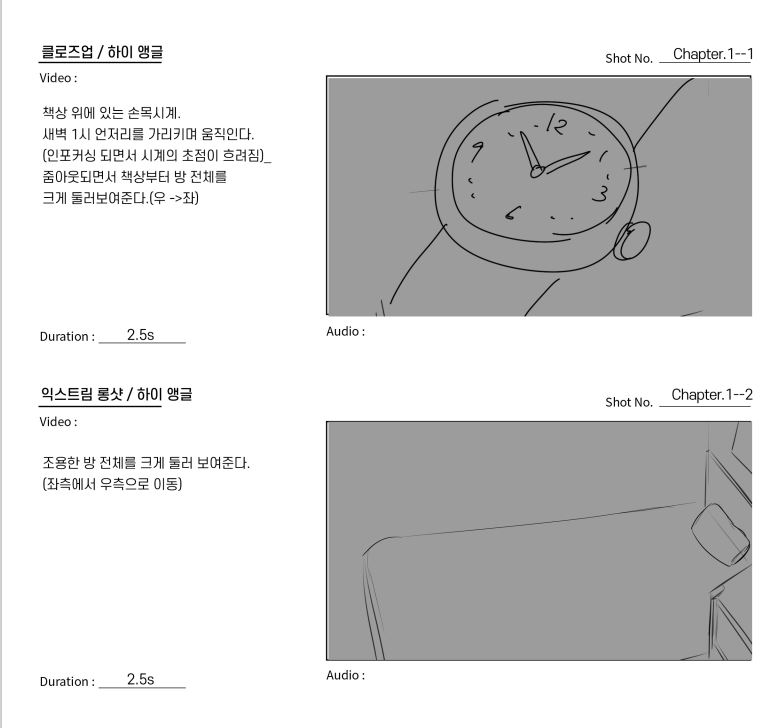 클로즈업 / 하이 앵글
Shot No. Chapter.1--1
Video :
책상 위에 있는 손목시계.
새벽 1시 언저리를 가리키며 움직인다.
(인포커싱 되면서 시계의 초점이 흐려짐)_
줌아웃되면서 책상부터 방 전체를
크게 둘러보여준다.(우 ->좌)
12
9
3
6
Duration : 2.5s
Audio :
익스트림 롱샷 / 하이 앵글
Shot No. Chapter.1--2
Video :
조용한 방 전체를 크게 둘러 보여준다.
(좌측에서 우측으로 이동)
Duration : 2.5s
Audio :